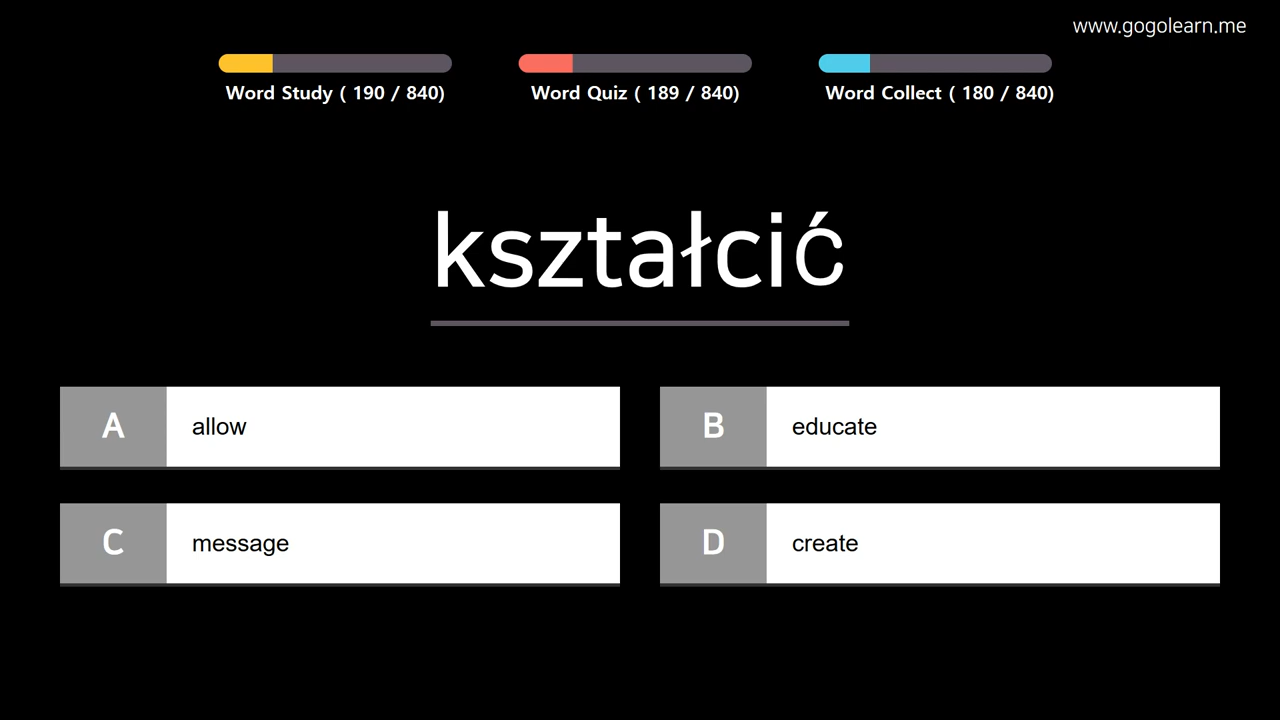 www.gogolearn.me
Word Study ( 190 / 840)
Word Quiz ( 189 / 840)
Word Collect ( 180 / 840)
kształcić
A allow
B educate
C message
D create